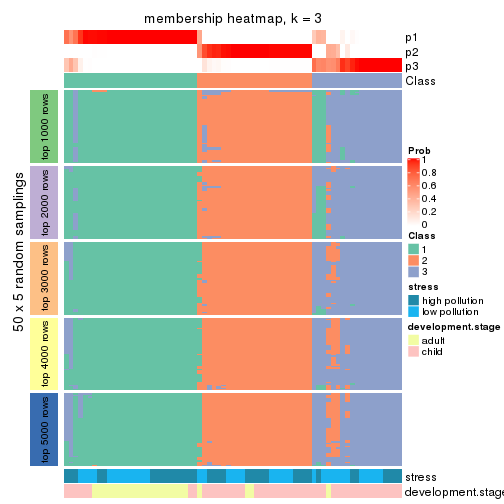 membership heatmap, k = 3
p1
p2
p3
Class
50 x 5 random samplings
top 1000 rows
top 2000 rows
top 3000 rows
top 4000 rows
top 5000 rows
Prob
1
0.8
0.6
0.4
0.2
0
Class
1
2
3
stress
high pollution
low pollution
development.stage
adult
child
stress
development.stage